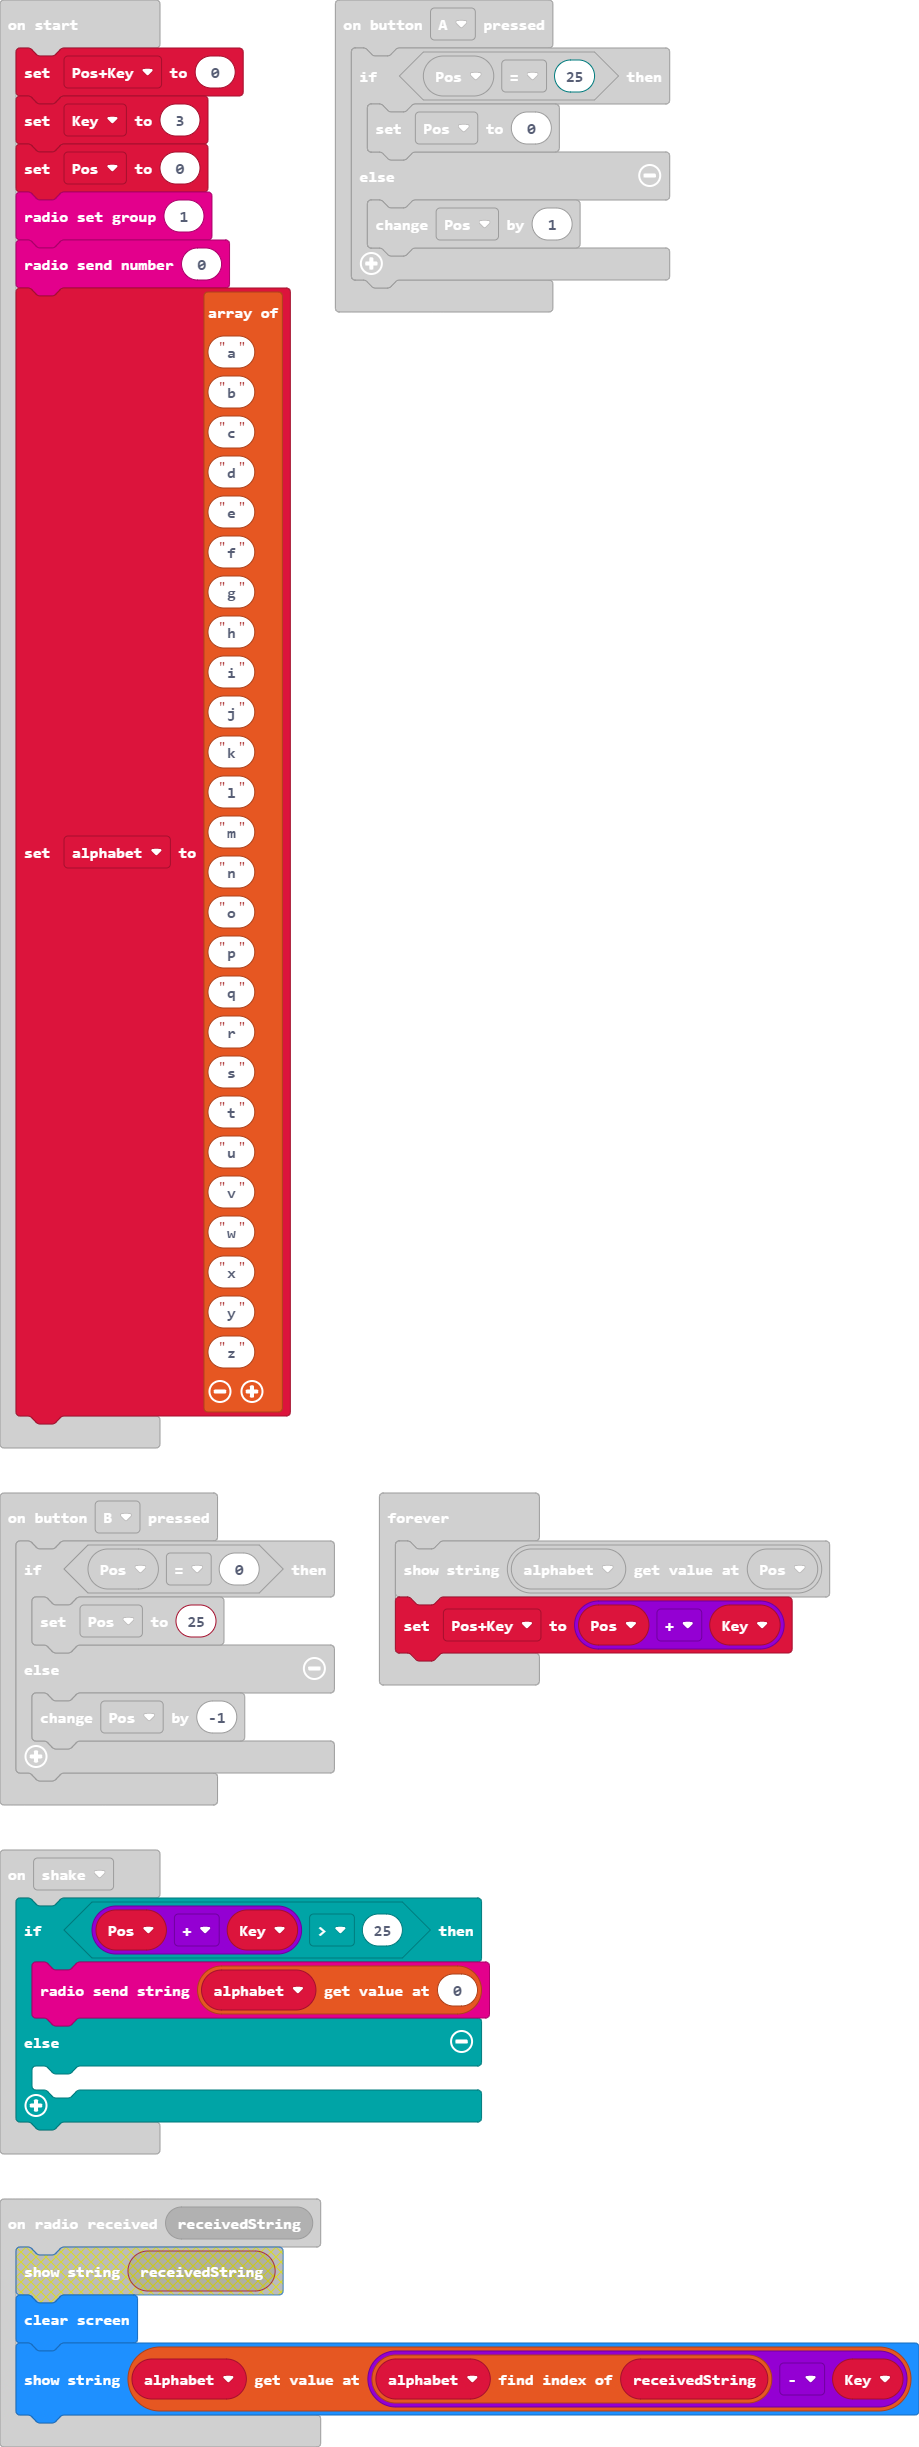 on start
set Pos+Key to 0
set Key to 3
set Pos to 0
radio set group 1
radio send number 0
set alphabet to
array of
"a"
"b"
"c"
"d"
"e"
"f"
"g"
"h"
"i"
"j"
"k"
"l"
"m"
"n"
"o"
"p"
"q"
"r"
"s"
"t"
"u"
"v"
"w"
"x"
"y"
"z"
on button A pressed
if Pos = 25 then
set Pos to 0
else
change Pos by 1
on button B pressed
if Pos = 0 then
set Pos to 25
else
change Pos by -1
forever
show string alphabet get value at Pos
set Pos+Key to Pos + Key
on shake
if Pos + Key > 25 then
radio send string alphabet get value at 0
else
on radio received receivedString
show string receivedString
clear screen
show string alphabet get value at alphabet find index of receivedString - Key